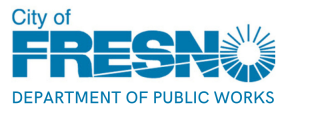 City of
FRESNO
DEPARTMENT OF PUBLIC WORKS